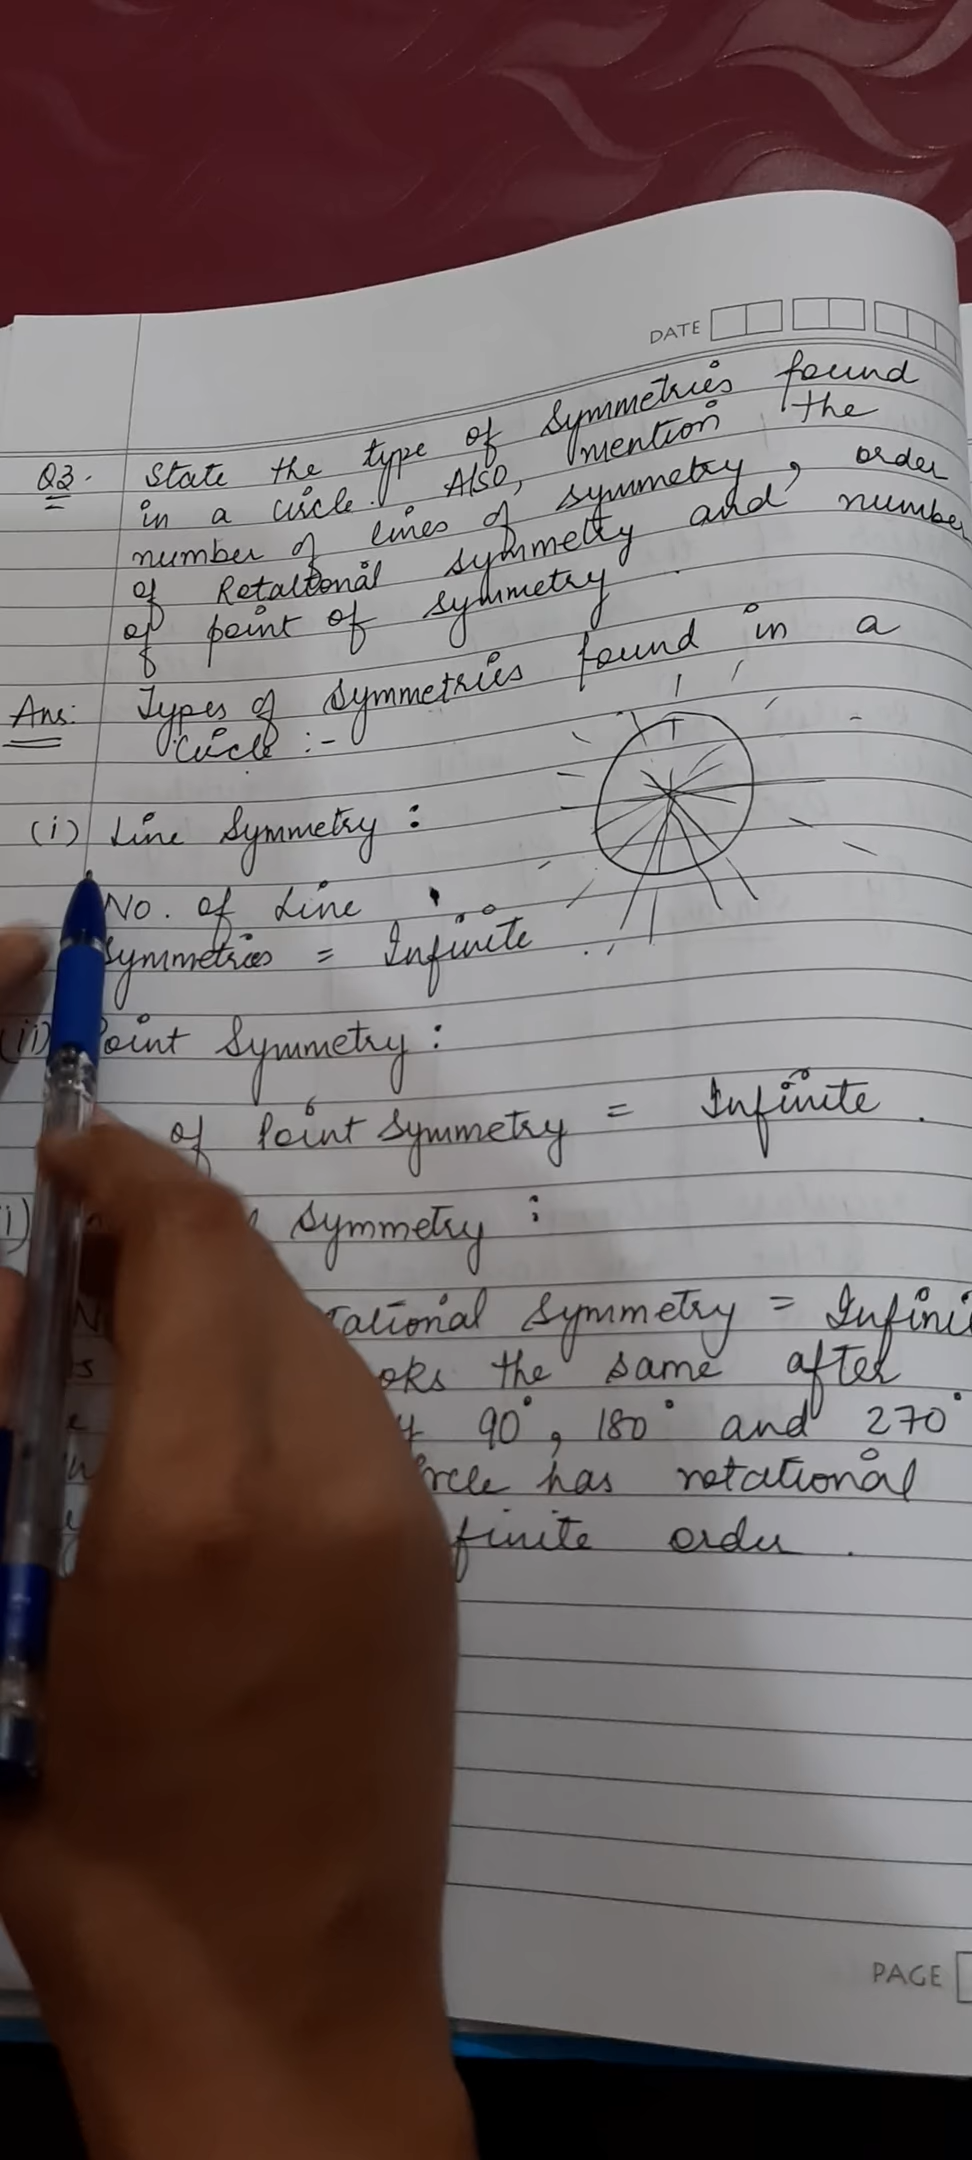 DATE
Q3. State the type of Symmetries found
in a circle. Also, mention the
number of lines of symmetry, order
of Rotational symmetry and number
of point of symmetry.
Ans: Types of Symmetries found in a
Circle :-
(i) Line Symmetry :
No. of Line
Symmetries = Infinite
(ii) Point Symmetry :
of Point Symmetry = Infinite.
Symmetry :
tational Symmetry = Infini
oks the same after
90°, 180° and 270°
rcle has rotational
finite order.
PAGE